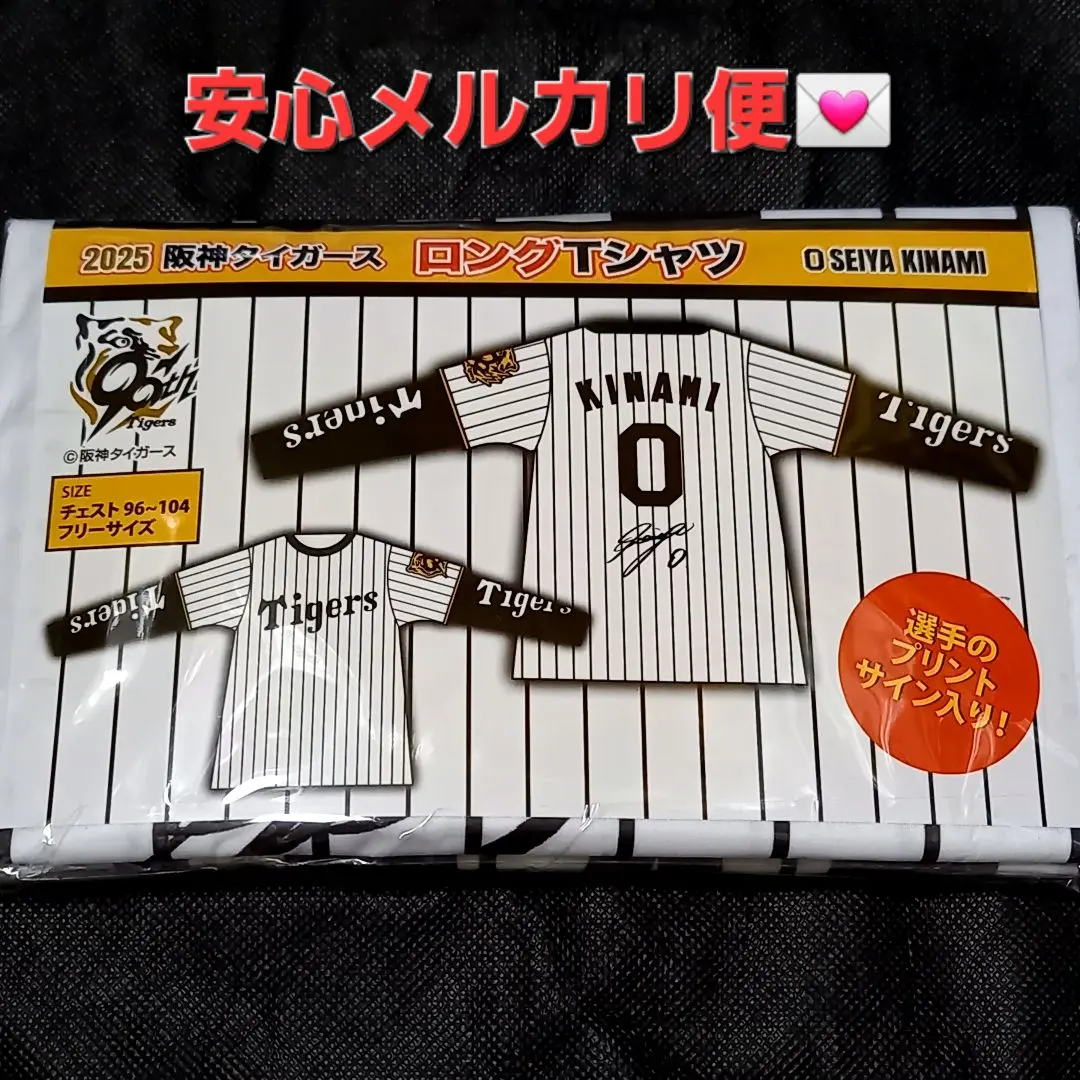 安心メルカリ便💌
2025 阪神タイガース ロングTシャツ 0 SEIYA KINAMI
90th
Tigers
©阪神タイガース
SIZE
チェスト 96~104
フリーサイズ
Tigers
KINAMI
0
Tigers
Tigers
Tigers
Tigers
選手の
プリント
サイン入り!